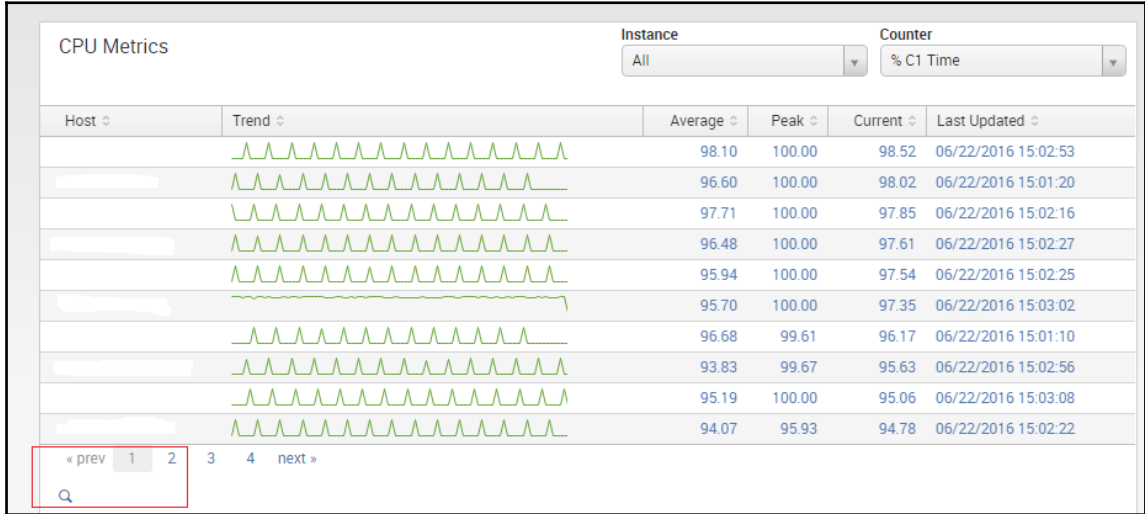 CPU Metrics
Instance
All
Counter
% C1 Time
Host Trend Average Peak Current Last Updated
98.10 100.00 98.52 06/22/2016 15:02:53
96.60 100.00 98.02 06/22/2016 15:01:20
97.71 100.00 97.85 06/22/2016 15:02:16
96.48 100.00 97.61 06/22/2016 15:02:27
95.94 100.00 97.54 06/22/2016 15:02:25
95.70 100.00 97.35 06/22/2016 15:03:02
96.68 99.61 96.17 06/22/2016 15:01:10
93.83 99.67 95.63 06/22/2016 15:02:56
95.19 100.00 95.06 06/22/2016 15:03:08
94.07 95.93 94.78 06/22/2016 15:02:22
« prev 1 2 3 4 next »